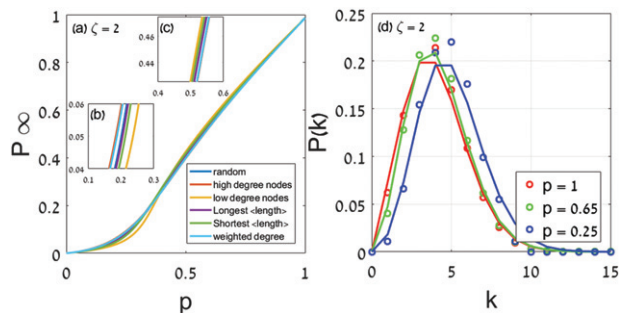 (a) ζ = 2
(c)
0.46
0.44
0.4 0.5 0.6
(b)
0.06
0.05
0.04
0.1 0.2 0.3
random
high degree nodes
low degree nodes
Longest <length>
Shortest <length>
weighted degree
1
0.8
0.6
0.4
0.2
0
P∞
0 0.5 1
p
(d) ζ = 2
0.25
0.2
0.15
0.1
0.05
0
P(k)
p = 1
p = 0.65
p = 0.25
0 5 10 15
k